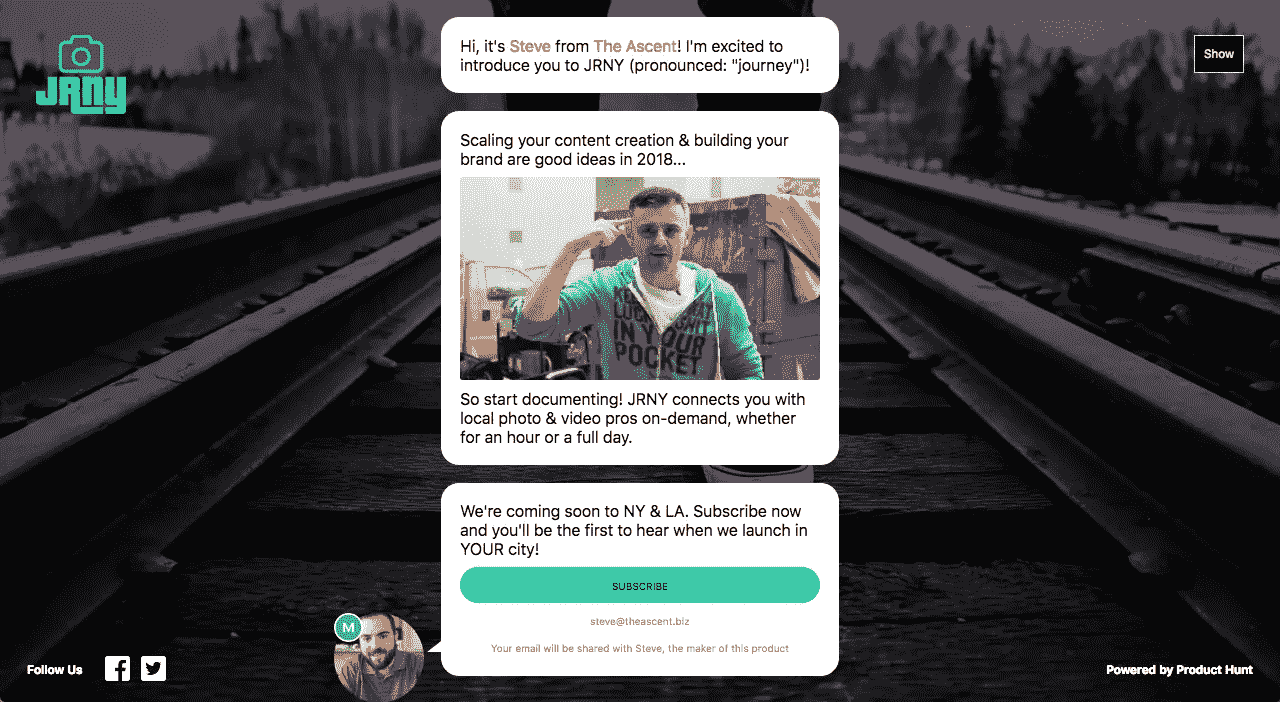 JRNY
Hi, it's Steve from The Ascent! I'm excited to
introduce you to JRNY (pronounced: "journey")!
Show
Scaling your content creation & building your
brand are good ideas in 2018...
IN YOUR
POCKET
So start documenting! JRNY connects you with
local photo & video pros on-demand, whether
for an hour or a full day.
We're coming soon to NY & LA. Subscribe now
and you'll be the first to hear when we launch in
YOUR city!
SUBSCRIBE
steve@theascent.biz
Your email will be shared with Steve, the maker of this product
M
Follow Us
Powered by Product Hunt